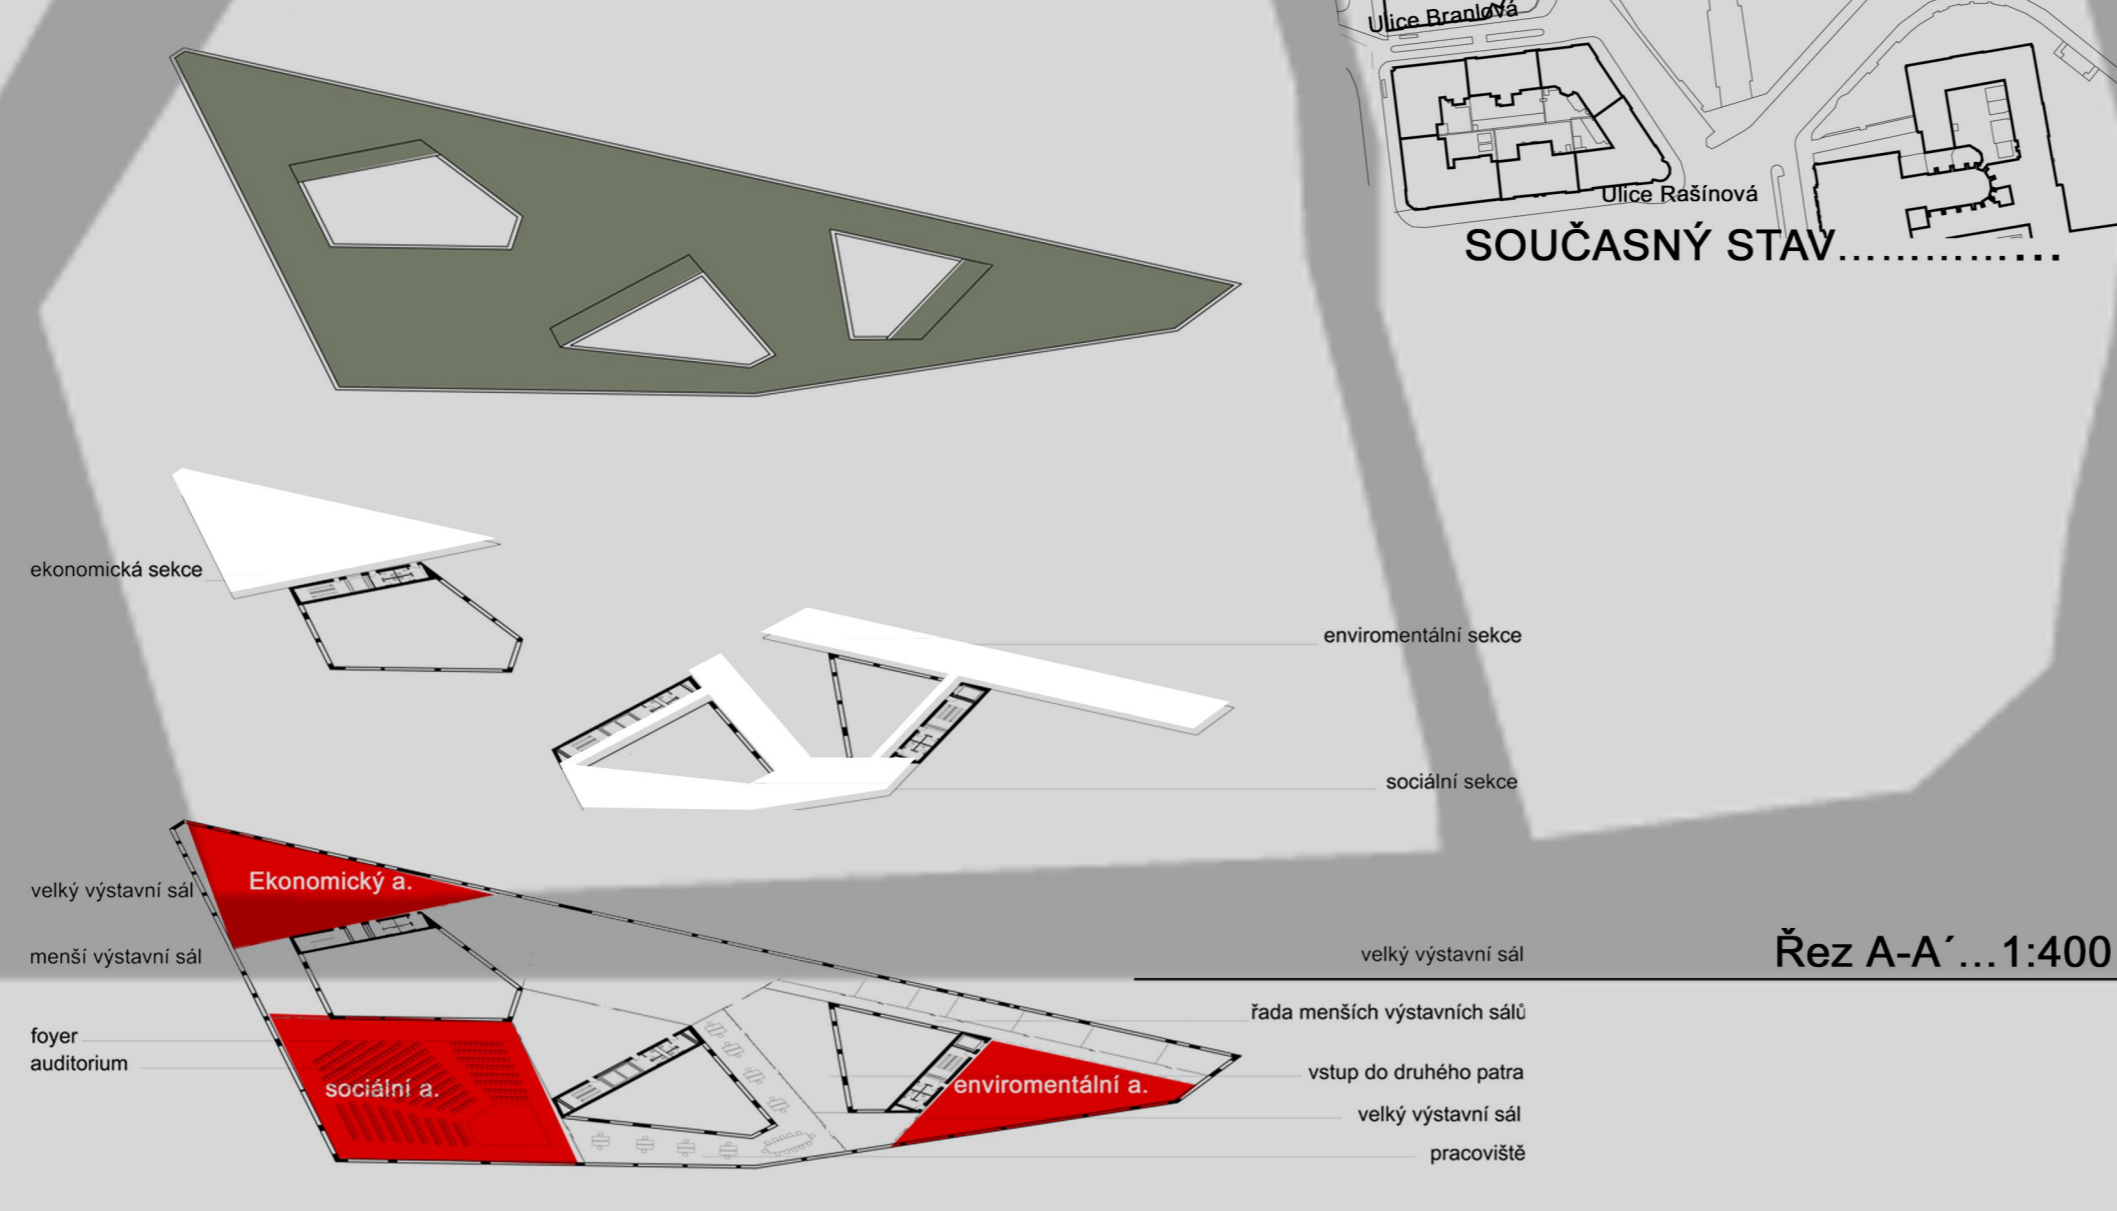 Ulice Branlová
Ulice Rašínová
SOUČASNÝ STAV...............
ekonomická sekce
enviromentální sekce
sociální sekce
velký výstavní sál
Ekonomický a.
menší výstavní sál
velký výstavní sál
Řez A-A´...1:400
řada menších výstavních sálů
foyer
auditorium
sociální a.
enviromentální a.
vstup do druhého patra
velký výstavní sál
pracoviště